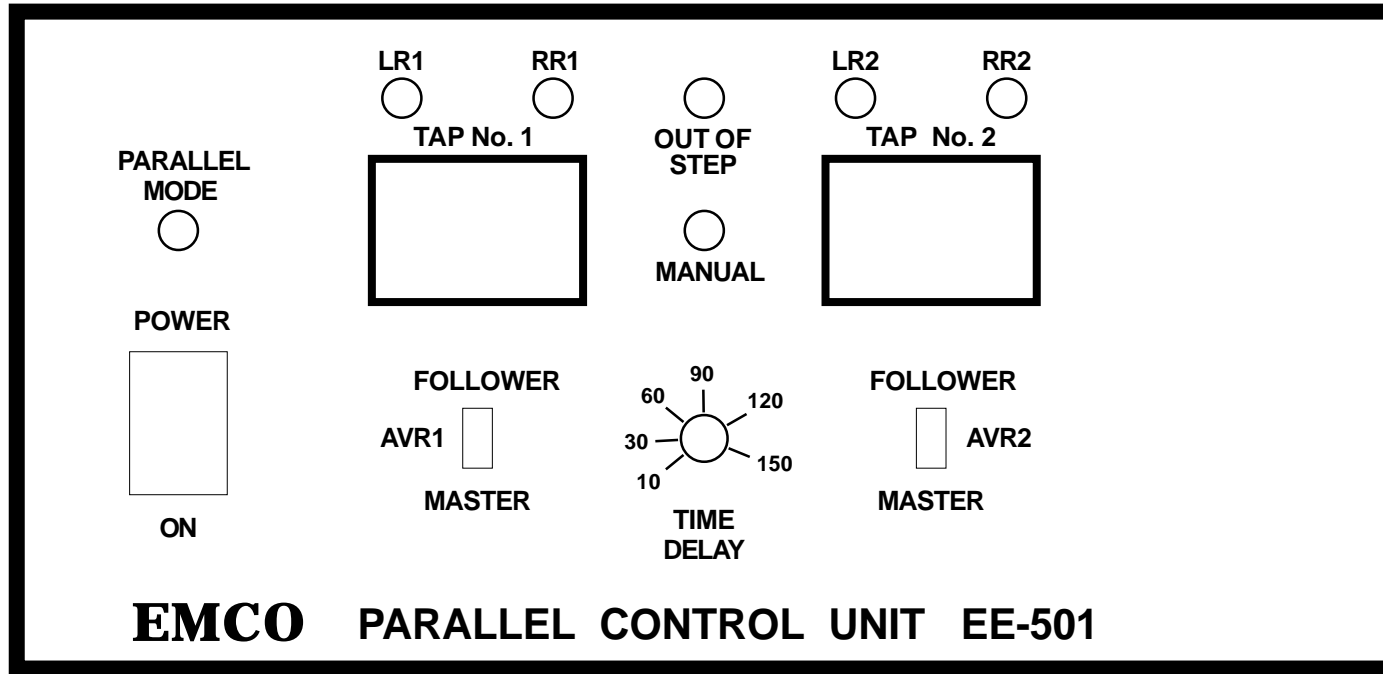 LR1 RR1 LR2 RR2
TAP No. 1 OUT OF TAP No. 2
STEP
PARALLEL
MODE
MANUAL
POWER
FOLLOWER 90 FOLLOWER
60 120
AVR1 30 AVR2
150
10
MASTER MASTER
ON TIME
DELAY
EMCO PARALLEL CONTROL UNIT EE-501